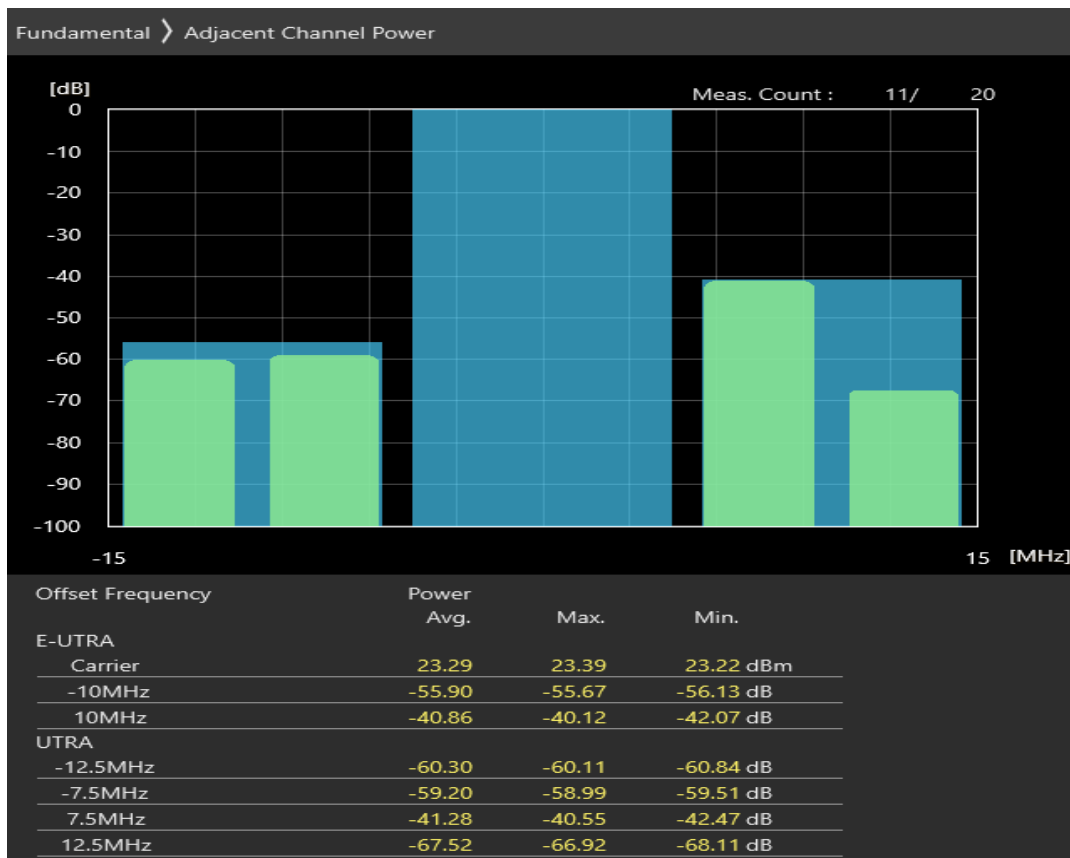 Fundamental 〉 Adjacent Channel Power
[dB]
Meas. Count : 11/ 20
0
-10
-20
-30
-40
-50
-60
-70
-80
-90
-100
-15 15 [MHz]
Offset Frequency Power
Avg. Max. Min.
E-UTRA
Carrier 23.29 23.39 23.22 dBm
-10MHz -55.90 -55.67 -56.13 dB
10MHz -40.86 -40.12 -42.07 dB
UTRA
-12.5MHz -60.30 -60.11 -60.84 dB
-7.5MHz -59.20 -58.99 -59.51 dB
7.5MHz -41.28 -40.55 -42.47 dB
12.5MHz -67.52 -66.92 -68.11 dB